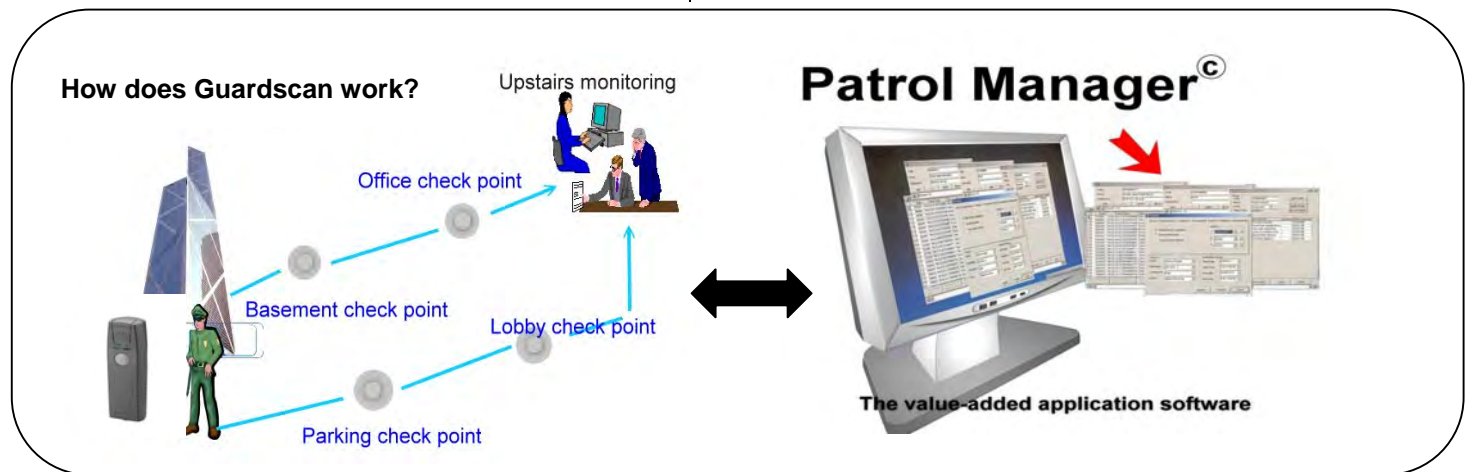 How does Guardscan work?
Upstairs monitoring
Office check point
Basement check point
Lobby check point
Parking check point
Patrol Manager©
The value-added application software